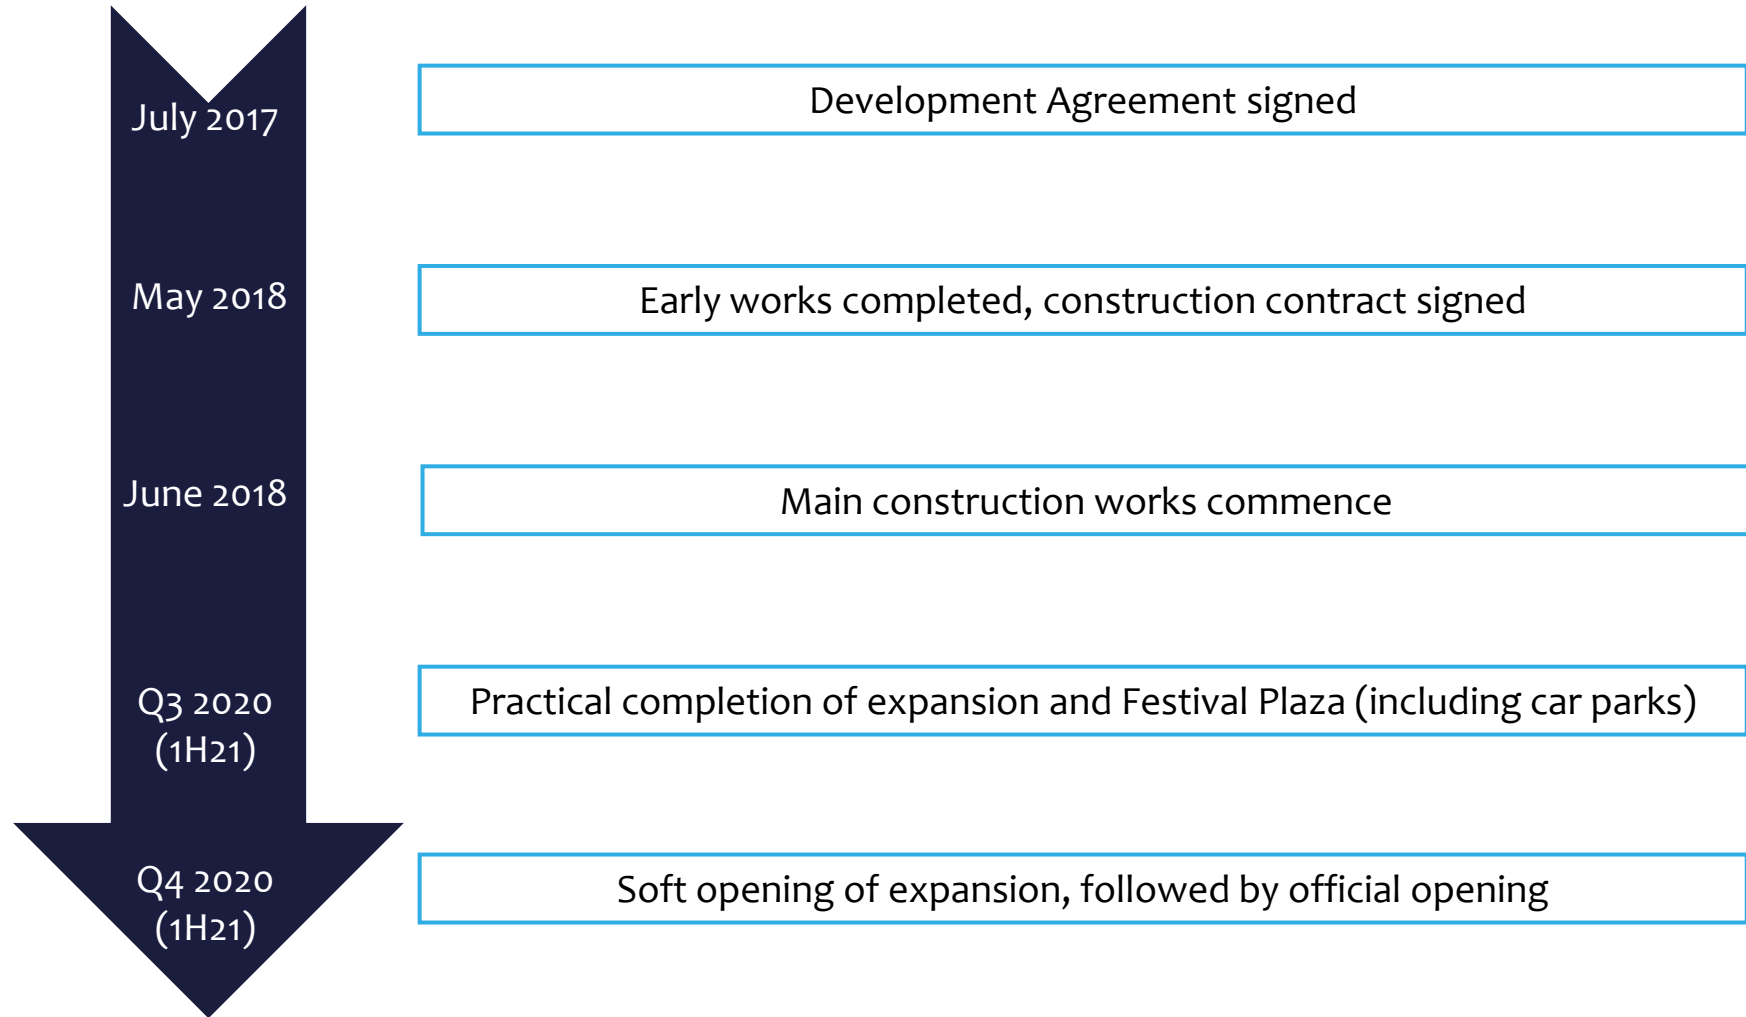 July 2017
Development Agreement signed
May 2018
Early works completed, construction contract signed
June 2018
Main construction works commence
Q3 2020
(1H21)
Practical completion of expansion and Festival Plaza (including car parks)
Q4 2020
(1H21)
Soft opening of expansion, followed by official opening